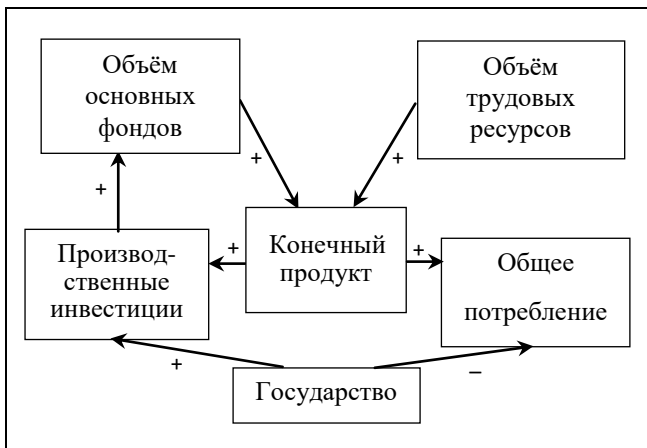 Объём
основных
фондов
Объём
трудовых
ресурсов
+
+
+
Производ-
ственные
инвестиции
+
Конечный
продукт
+
Общее
потребление
+
Государство
–